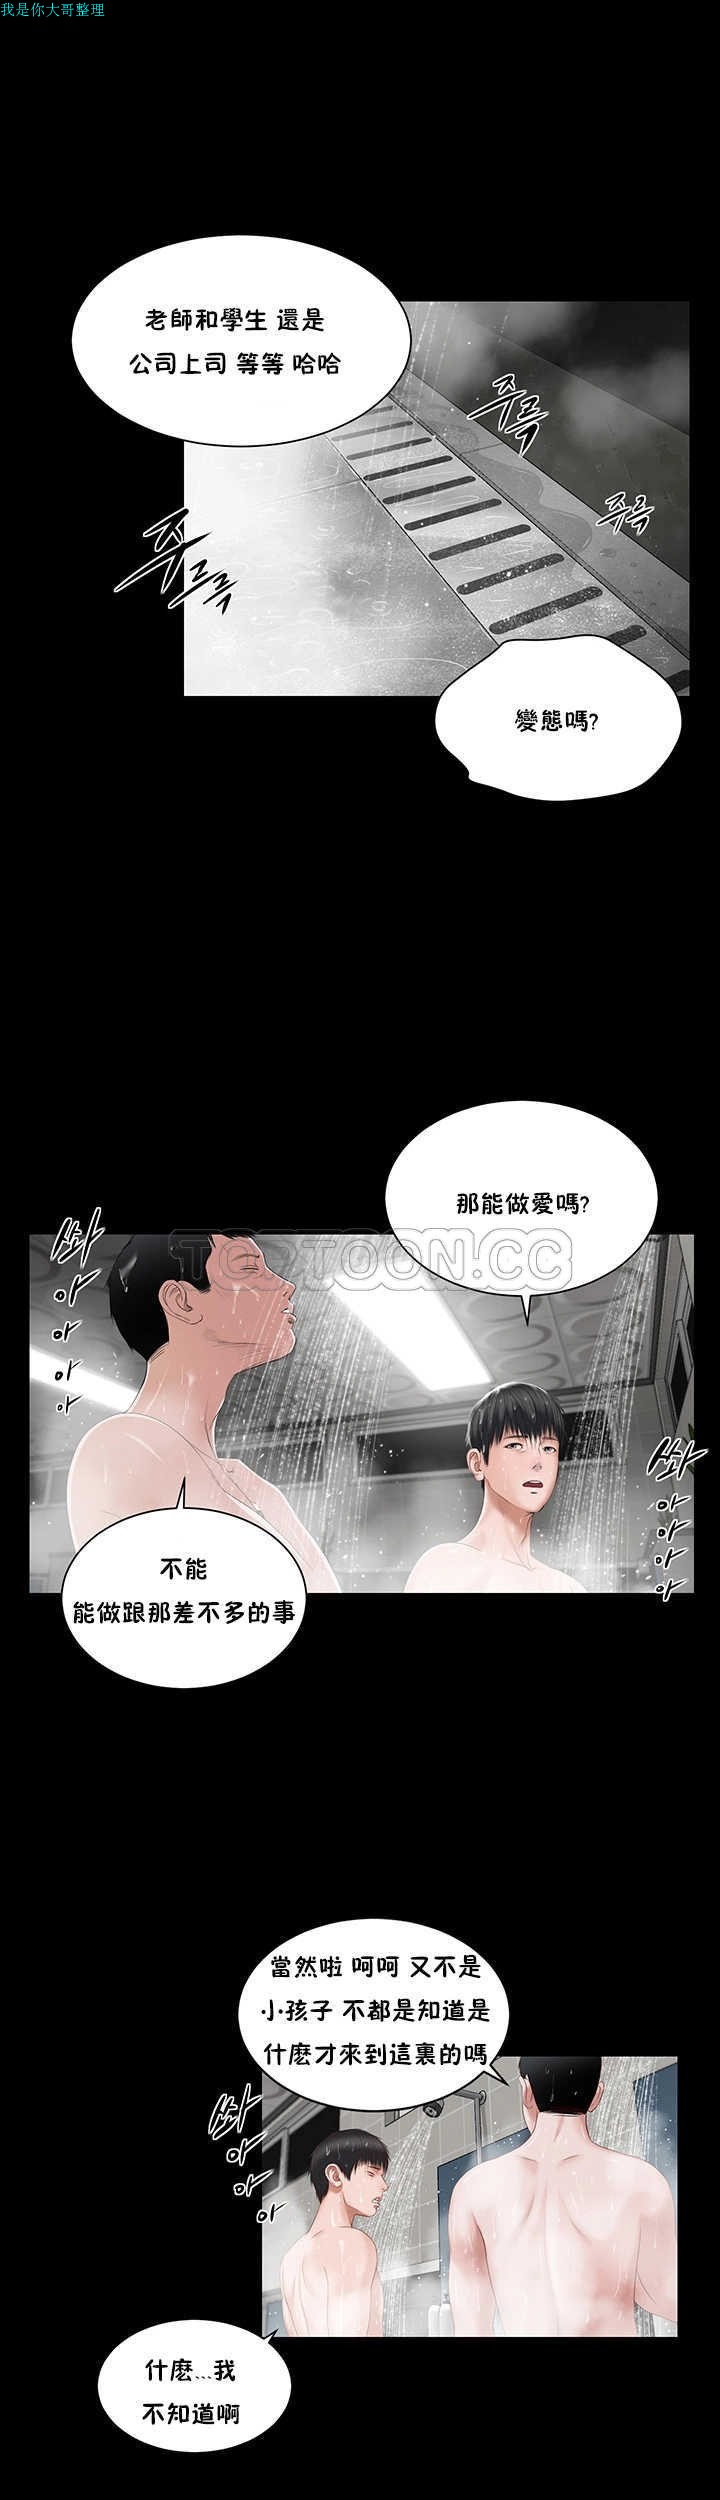 我是你大哥整理
老師和學生 還是
公司上司 等等 哈哈
주륵
주륵
주르륵
變態嗎?
那能做愛嗎?
TOPTOON.CC
쏴아아아아
쏴아아아아
不能
能做跟那差不多的事
當然啦 呵呵 又不是
小孩子 不都是知道是
什麽才來到這裏的嗎
쏴아아아
什麽...我
不知道啊